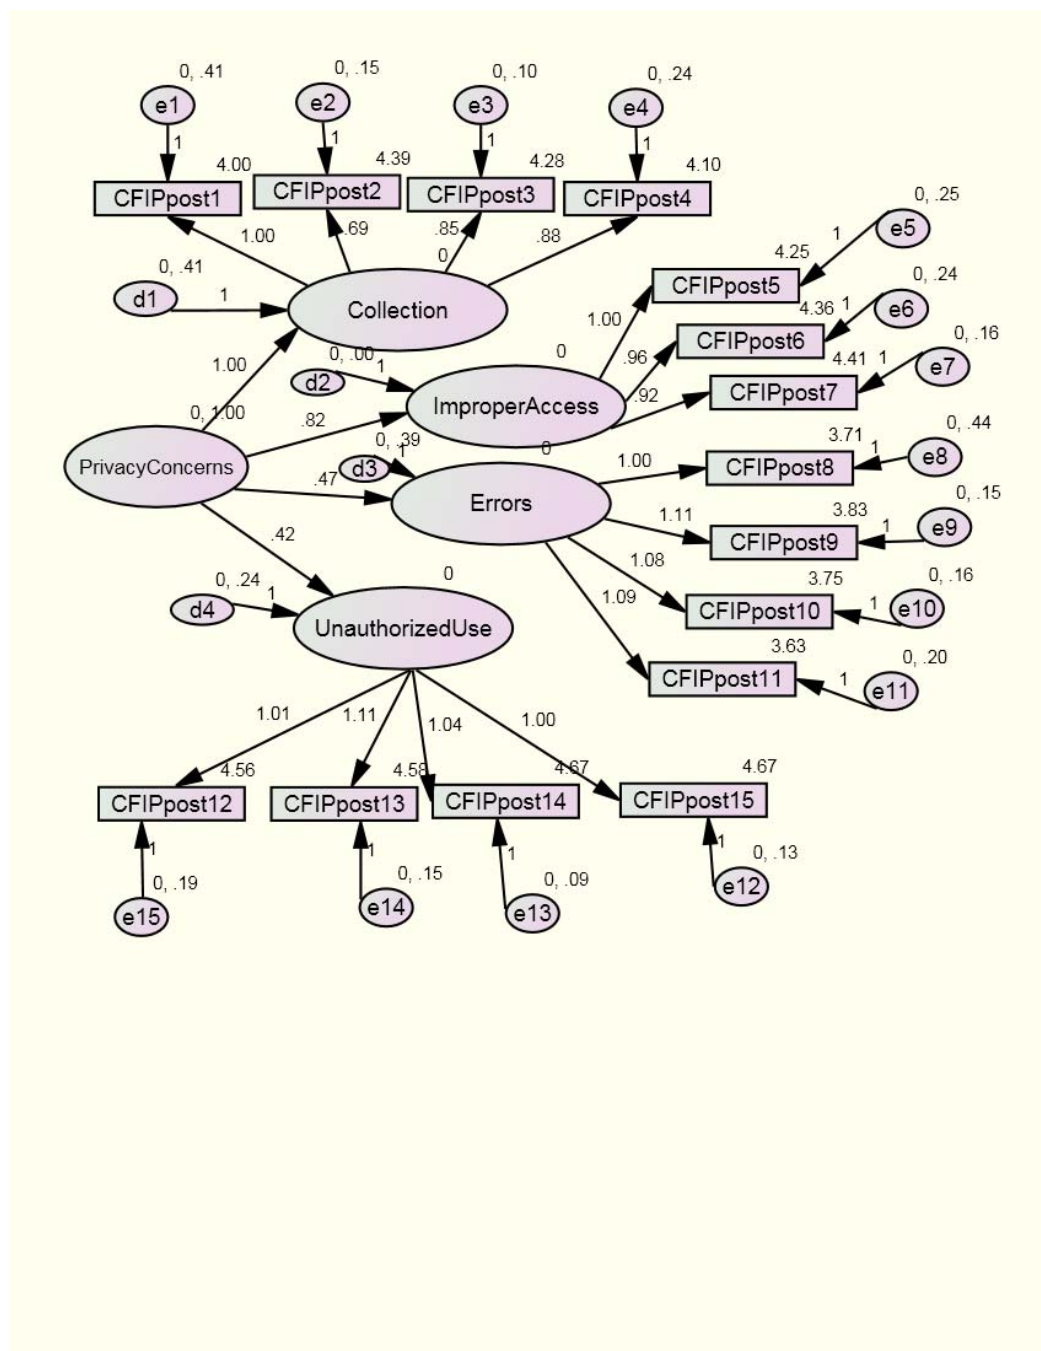 0, .41
0, .15
0, .10
0, .24
e1
e2
e3
e4
1
1
1
1
4.00
4.39
4.28
4.10
CFIPpost1
CFIPpost2
CFIPpost3
CFIPpost4
0, .25
e5
1
1.00
.69
.85
.88
0
4.25
0, .41
d1
1
Collection
CFIPpost5
0, .24
e6
1
4.36
1.00
CFIPpost6
0, .16
e7
1
4.41
0, .00
d2
1
0
.96
.92
1.00
ImproperAccess
CFIPpost7
0, 1.00
.82
PrivacyConcerns
0, .39
d3
1
0
.47
Errors
1.00
3.71
CFIPpost8
1
0, .44
e8
1.11
3.83
CFIPpost9
1
0, .15
e9
.42
1.08
3.75
CFIPpost10
1
0, .16
e10
1.09
3.63
CFIPpost11
1
0, .20
e11
0, .24
d4
1
0
UnauthorizedUse
1.01
1.11
1.04
1.00
4.56
4.58
4.67
4.67
CFIPpost12
CFIPpost13
CFIPpost14
CFIPpost15
1
1
1
1
0, .19
0, .15
0, .09
0, .13
e15
e14
e13
e12